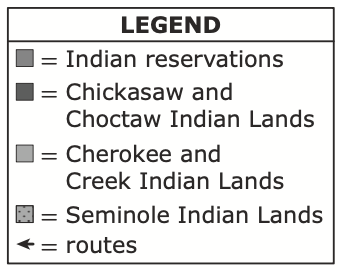 LEGEND
= Indian reservations
= Chickasaw and
Choctaw Indian Lands
= Cherokee and
Creek Indian Lands
= Seminole Indian Lands
= routes